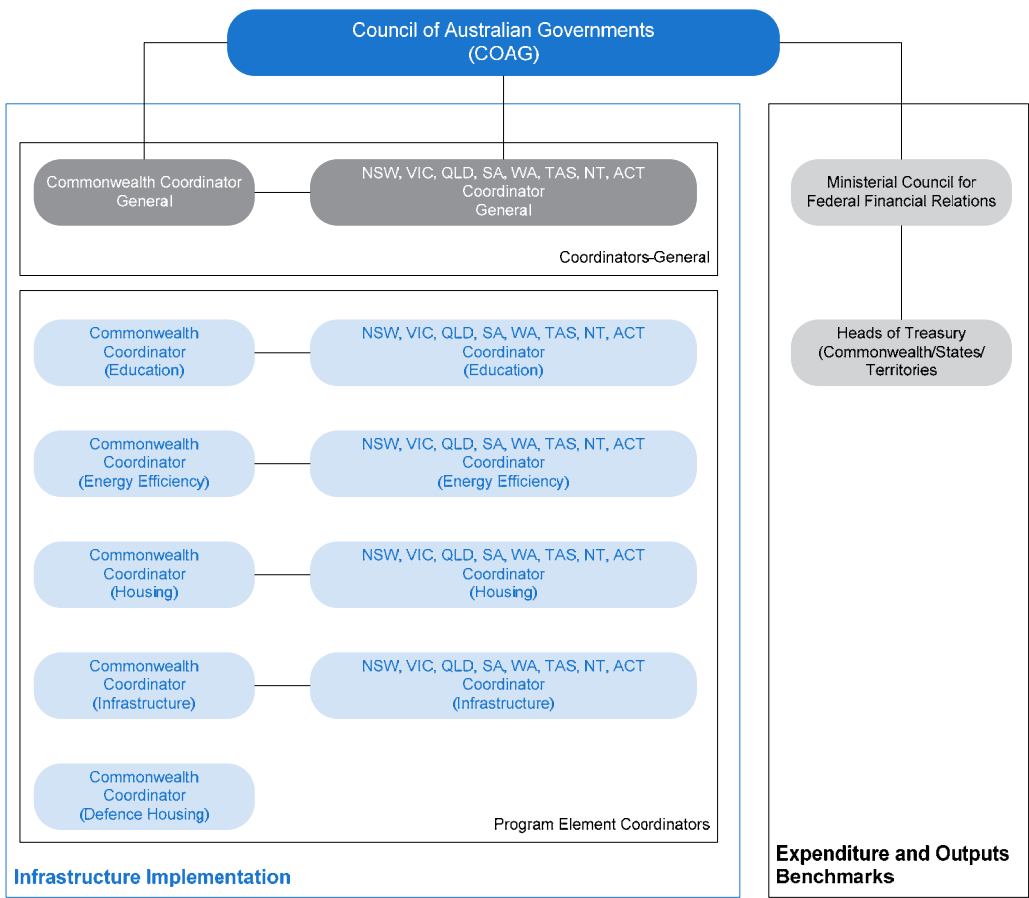 Council of Australian Governments
(COAG)
Commonwealth Coordinator
General
NSW, VIC, QLD, SA, WA, TAS, NT, ACT
Coordinator
General
Coordinators-General
Commonwealth
Coordinator
(Education)
NSW, VIC, QLD, SA, WA, TAS, NT, ACT
Coordinator
(Education)
Commonwealth
Coordinator
(Energy Efficiency)
NSW, VIC, QLD, SA, WA, TAS, NT, ACT
Coordinator
(Energy Efficiency)
Commonwealth
Coordinator
(Housing)
NSW, VIC, QLD, SA, WA, TAS, NT, ACT
Coordinator
(Housing)
Commonwealth
Coordinator
(Infrastructure)
NSW, VIC, QLD, SA, WA, TAS, NT, ACT
Coordinator
(Infrastructure)
Commonwealth
Coordinator
(Defence Housing)
Program Element Coordinators
Infrastructure Implementation
Ministerial Council for
Federal Financial Relations
Heads of Treasury
(Commonwealth/States/
Territories
Expenditure and Outputs
Benchmarks